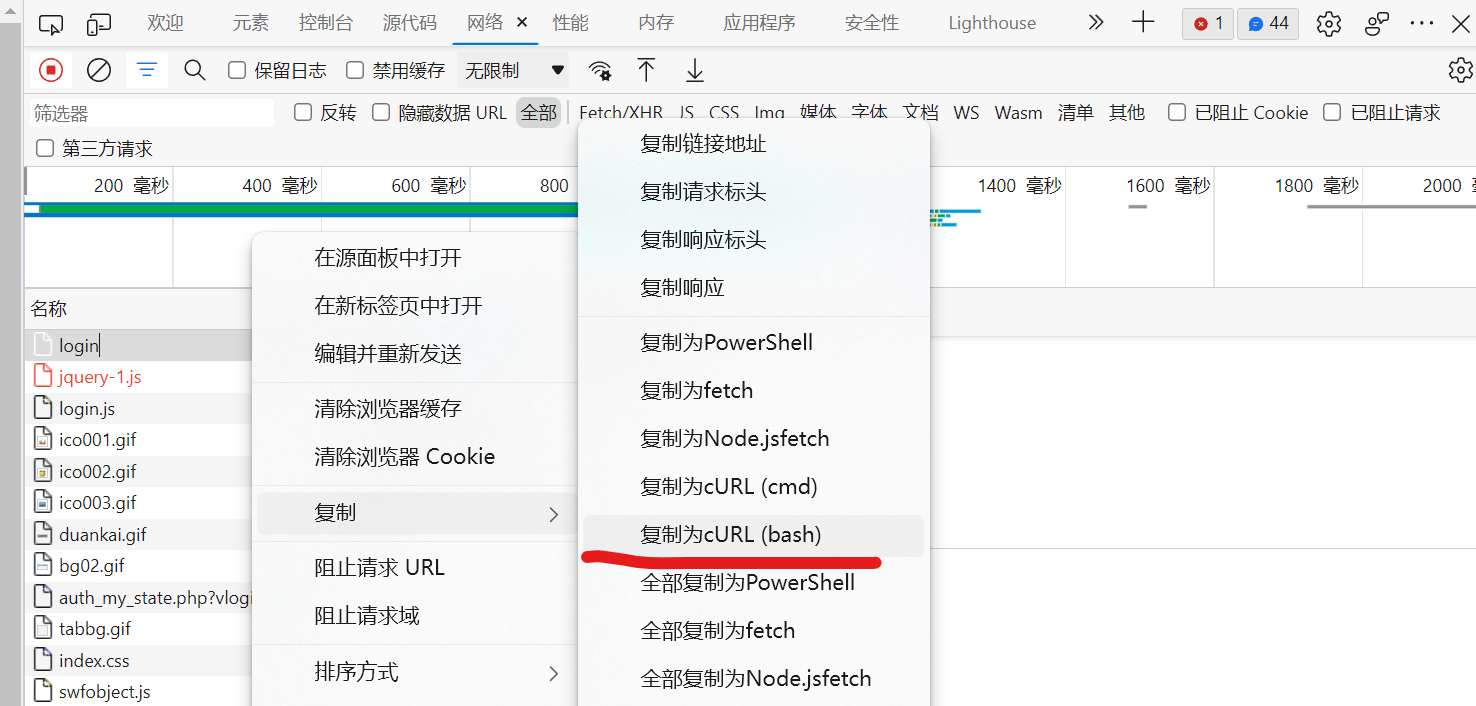 欢迎 元素 控制台 源代码 网络 性能 内存 应用程序 安全性 Lighthouse 1 44
保留日志 禁用缓存 无限制
筛选器 反转 隐藏数据 URL 全部 Fetch/XHR JS CSS Img 媒体 字体 文档 WS Wasm 清单 其他 已阻止 Cookie 已阻止请求
第三方请求
200 毫秒 400 毫秒 600 毫秒 800 1400 毫秒 1600 毫秒 1800 毫秒 2000
名称
login
jquery-1.js
login.js
ico001.gif
ico002.gif
ico003.gif
duankai.gif
bg02.gif
auth_my_state.php?vlogi
tabbg.gif
index.css
swfobject.js
在源面板中打开
在新标签页中打开
编辑并重新发送
清除浏览器缓存
清除浏览器 Cookie
复制
阻止请求 URL
阻止请求域
排序方式
复制链接地址
复制请求标头
复制响应标头
复制响应
复制为PowerShell
复制为fetch
复制为Node.jsfetch
复制为cURL (cmd)
复制为cURL (bash)
全部复制为PowerShell
全部复制为fetch
全部复制为Node.jsfetch